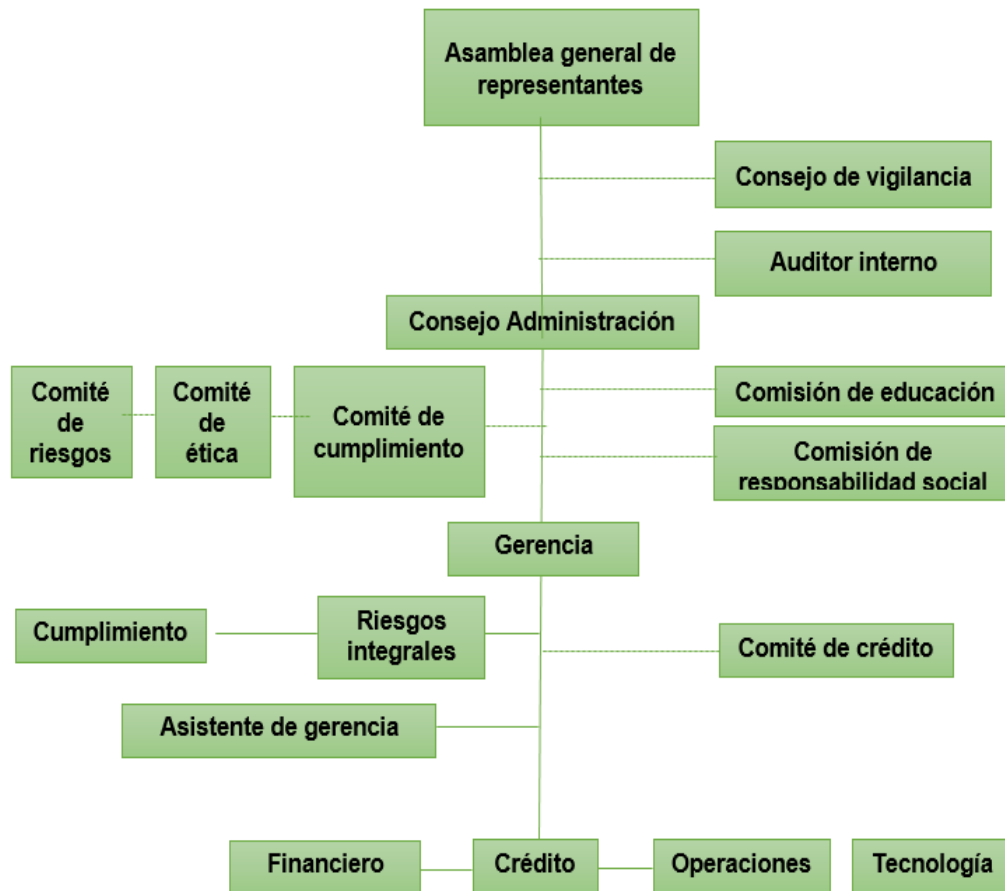 Asamblea general de
representantes
Consejo de vigilancia
Auditor interno
Consejo Administración
Comité
de
riesgos
Comité
de
ética
Comité de
cumplimiento
Comisión de educación
Comisión de
responsabilidad social
Gerencia
Cumplimiento
Riesgos
integrales
Comité de crédito
Asistente de gerencia
Financiero
Crédito
Operaciones
Tecnología